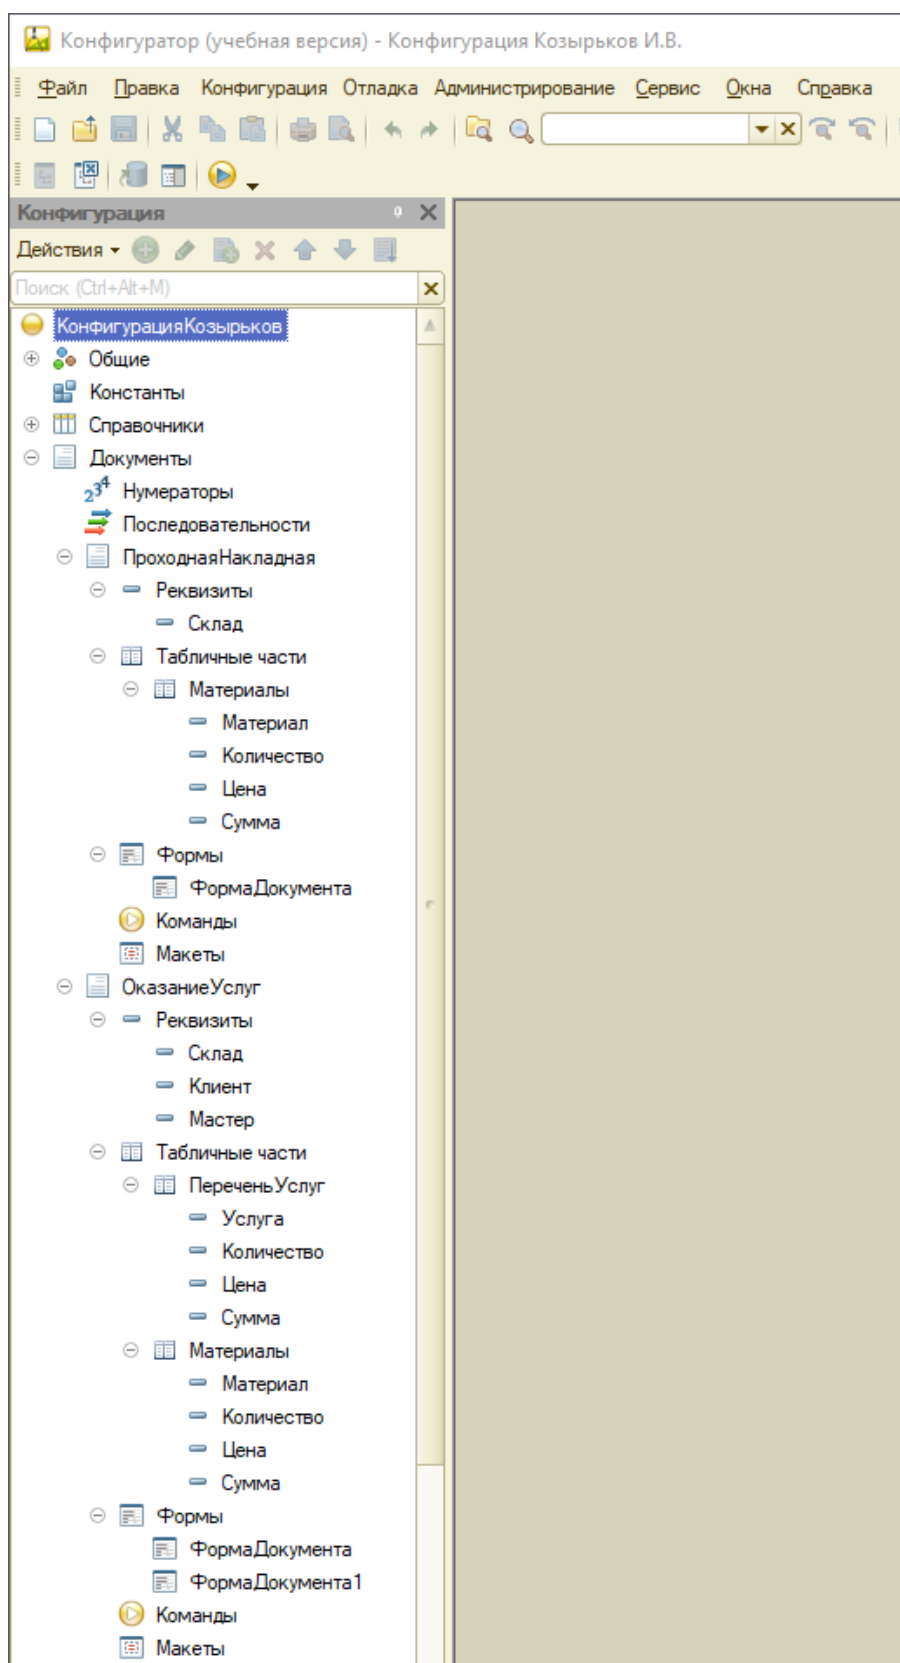 Конфигуратор (учебная версия) - Конфигурация Козырьков И.В.
Файл Правка Конфигурация Отладка Администрирование Сервис Окна Справка
Конфигурация
Действия
Поиск (Ctrl+Alt+M)
КонфигурацияКозырьков
Общие
Константы
Справочники
Документы
Нумераторы
Последовательности
ПроходнаяНакладная
Реквизиты
Склад
Табличные части
Материалы
Материал
Количество
Цена
Сумма
Формы
ФормаДокумента
Команды
Макеты
ОказаниеУслуг
Реквизиты
Склад
Клиент
Мастер
Табличные части
ПереченьУслуг
Услуга
Количество
Цена
Сумма
Материалы
Материал
Количество
Цена
Сумма
Формы
ФормаДокумента
ФормаДокумента1
Команды
Макеты